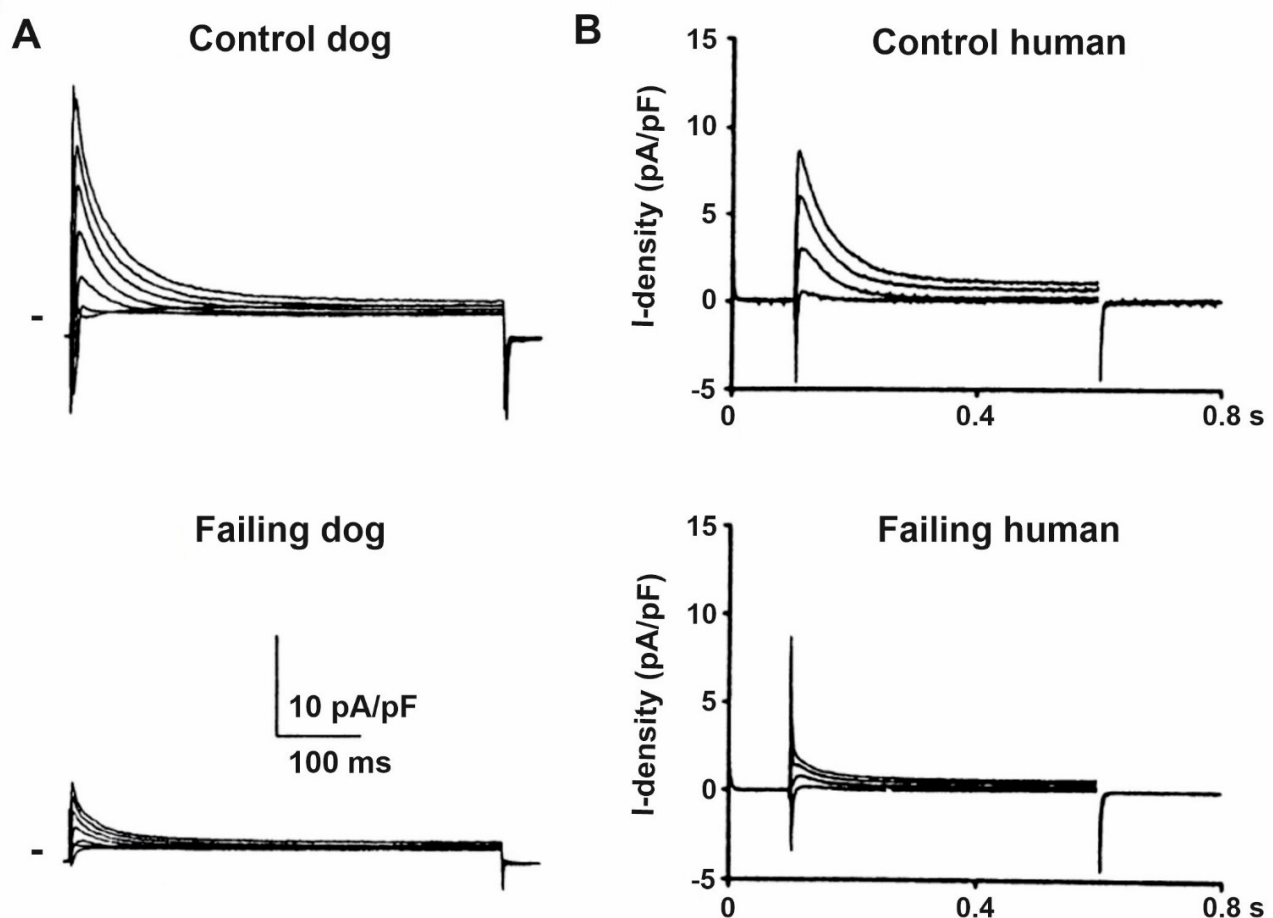 A
Control dog
-
Failing dog
10 pA/pF
100 ms
-
B
Control human
I-density (pA/pF)
15
10
5
0
-5
0
0.4
0.8 s
Failing human
I-density (pA/pF)
15
10
5
0
-5
0
0.4
0.8 s